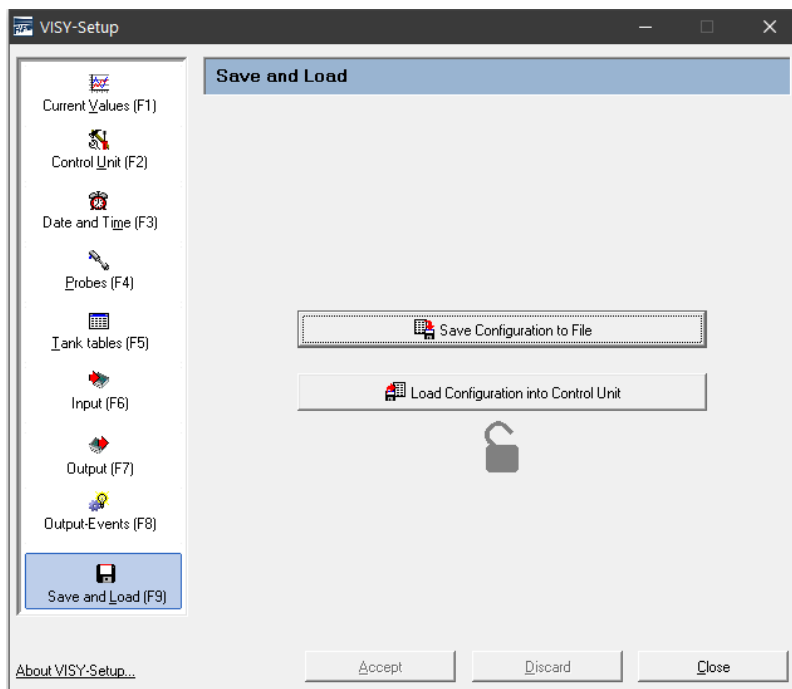 VISY-Setup
Save and Load
Current Values (F1)
Control Unit (F2)
Date and Time (F3)
Probes (F4)
Tank tables (F5)
Input (F6)
Output (F7)
Output-Events (F8)
Save and Load (F9)
Save Configuration to File
Load Configuration into Control Unit
About VISY-Setup...
Accept
Discard
Close